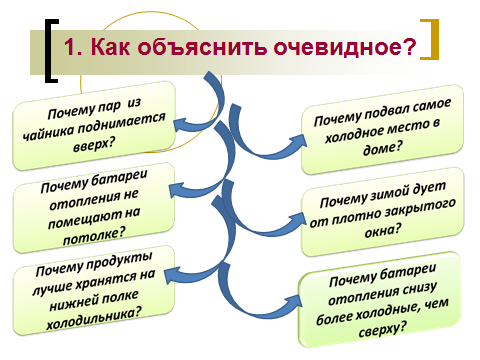 1. Как объяснить очевидное?
Почему пар из
чайника поднимается
вверх?
Почему батареи
отопления не
помещают на
потолке?
Почему продукты
лучше хранятся на
нижней полке
холодильника?
Почему подвал самое
холодное место в
доме?
Почему зимой дует
от плотно закрытого
окна?
Почему батареи
отопления снизу
более холодные, чем
сверху?